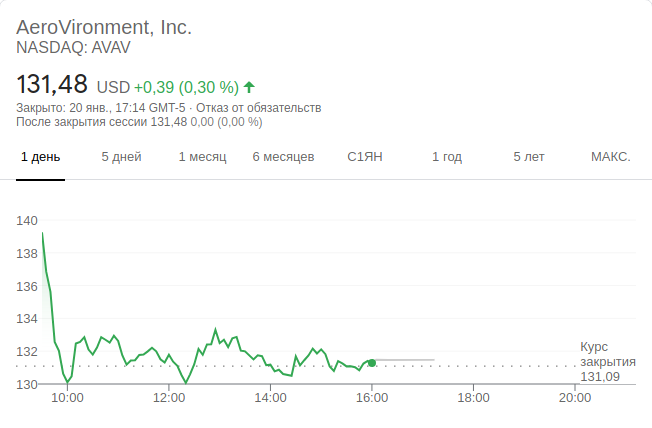 AeroVironment, Inc.
NASDAQ: AVAV
131,48 USD +0,39 (0,30 %)
Закрыто: 20 янв., 17:14 GMT-5 · Отказ от обязательств
После закрытия сессии 131,48 0,00 (0,00 %)
1 день 5 дней 1 месяц 6 месяцев С1ЯН 1 год 5 лет МАКС.
140
138
136
134
132
130
Курс
закрытия
131,09
10:00 12:00 14:00 16:00 18:00 20:00